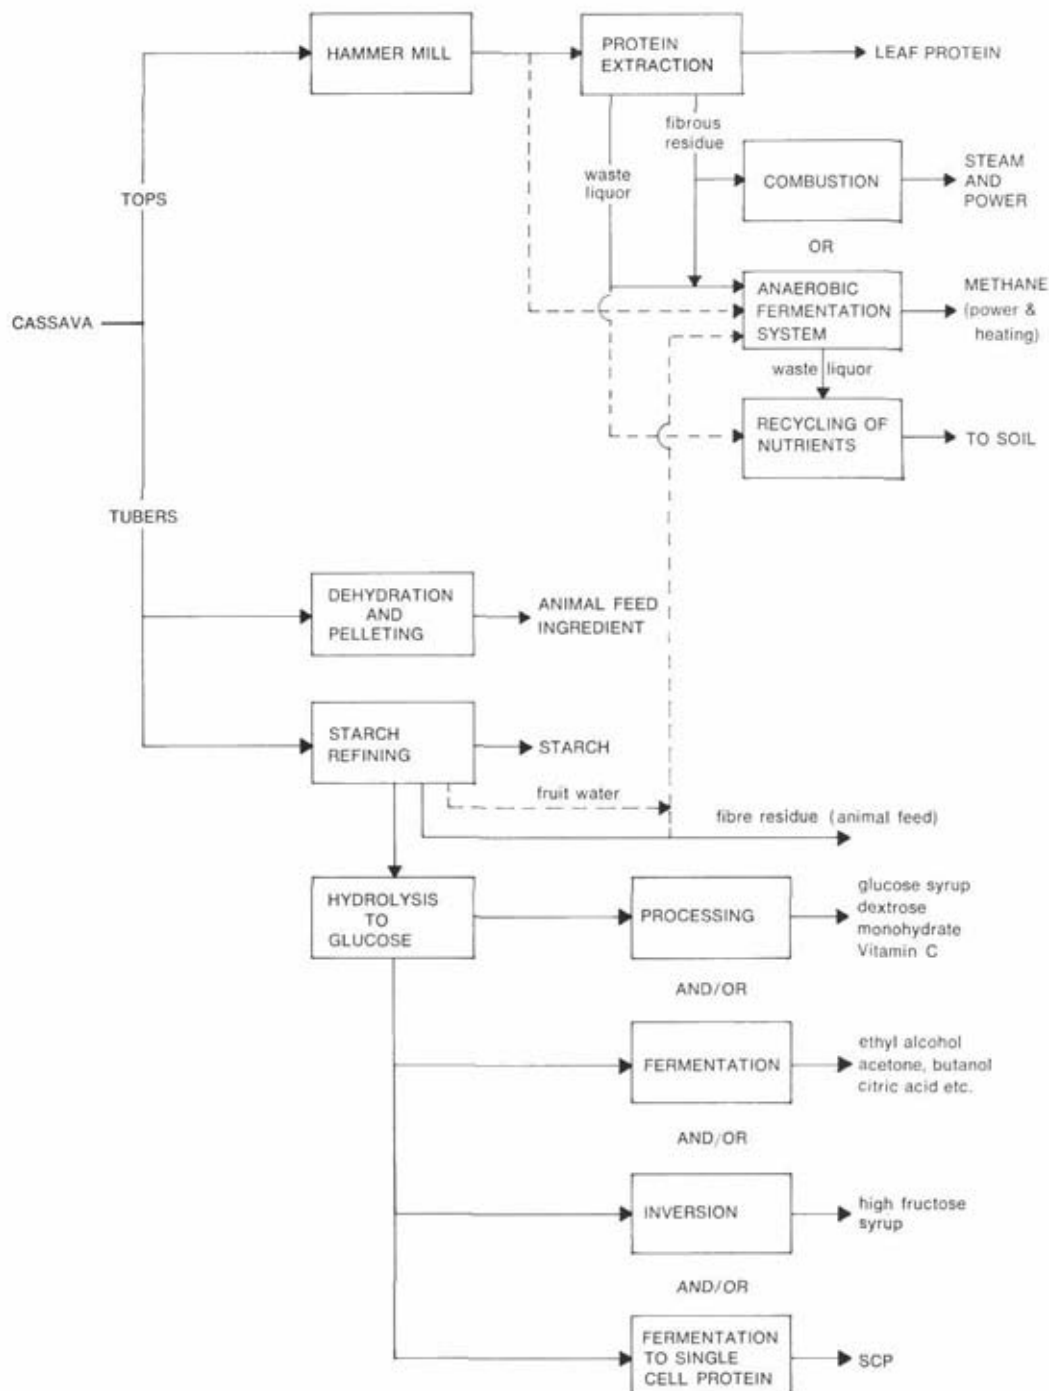 HAMMER MILL
PROTEIN
EXTRACTION
LEAF PROTEIN
fibrous
residue
waste
liquor
COMBUSTION
STEAM
AND
POWER
TOPS
OR
ANAEROBIC
FERMENTATION
SYSTEM
METHANE
(power &
heating)
CASSAVA
waste liquor
RECYCLING OF
NUTRIENTS
TO SOIL
TUBERS
DEHYDRATION
AND
PELLETING
ANIMAL FEED
INGREDIENT
STARCH
REFINING
STARCH
fruit water
fibre residue (animal feed)
HYDROLYSIS
TO
GLUCOSE
PROCESSING
glucose syrup
dextrose
monohydrate
Vitamin C
AND/OR
FERMENTATION
ethyl alcohol
acetone, butanol
citric acid etc.
AND/OR
INVERSION
high fructose
syrup
AND/OR
FERMENTATION
TO SINGLE
CELL PROTEIN
SCP